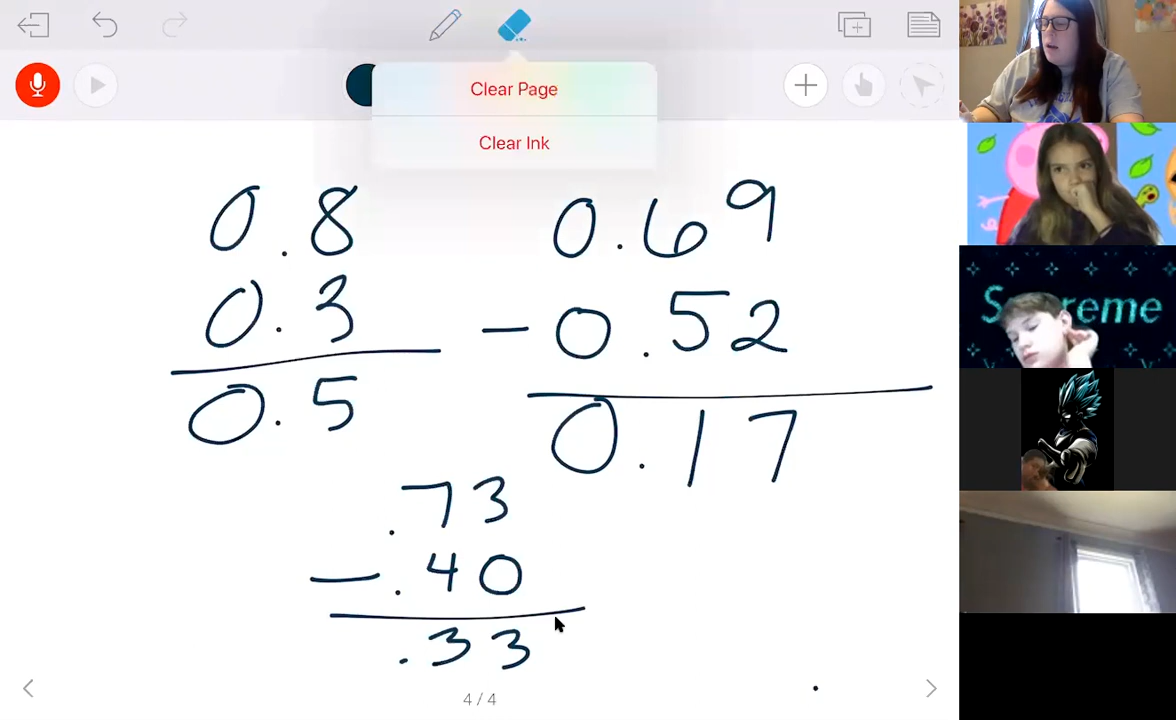 Clear Page
Clear Ink
0.8
0.3
0.5
0.69
- 0.52
0.17
.73
- .40
.33
4 / 4
S reme